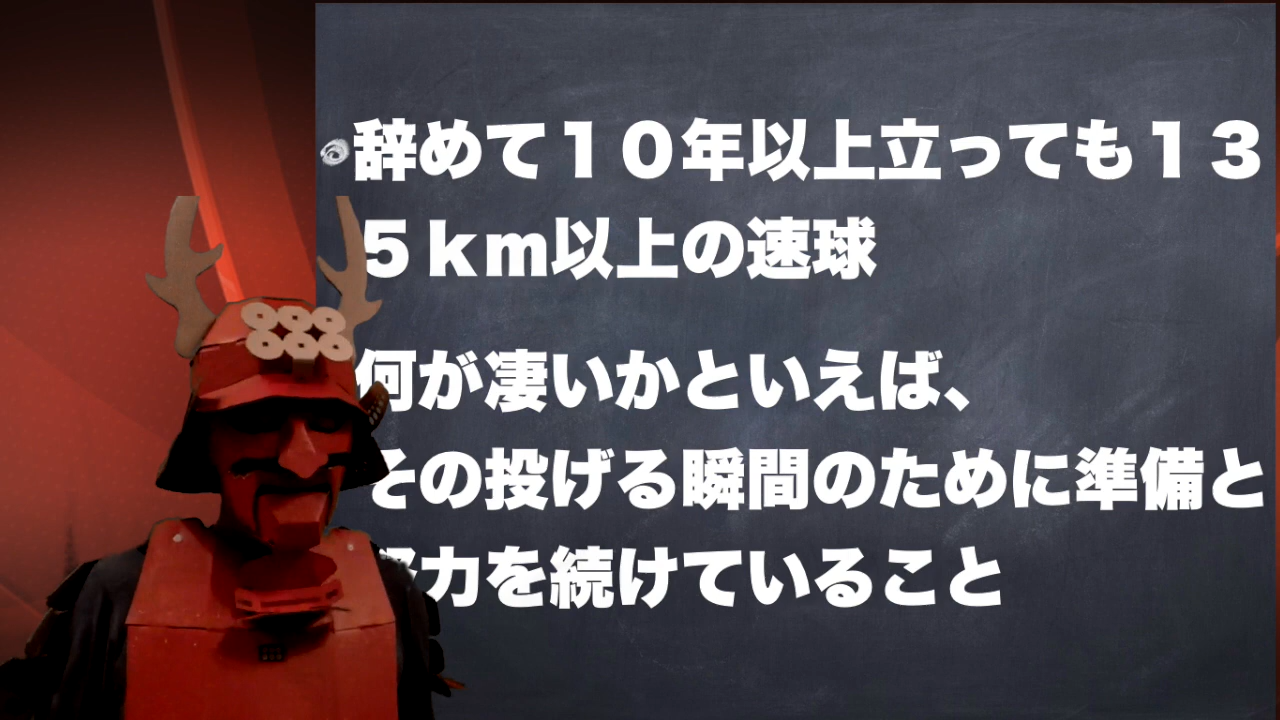 辞めて１０年以上立っても１３
５ｋｍ以上の速球
何が凄いかといえば、
その投げる瞬間のために準備と
努力を続けていること